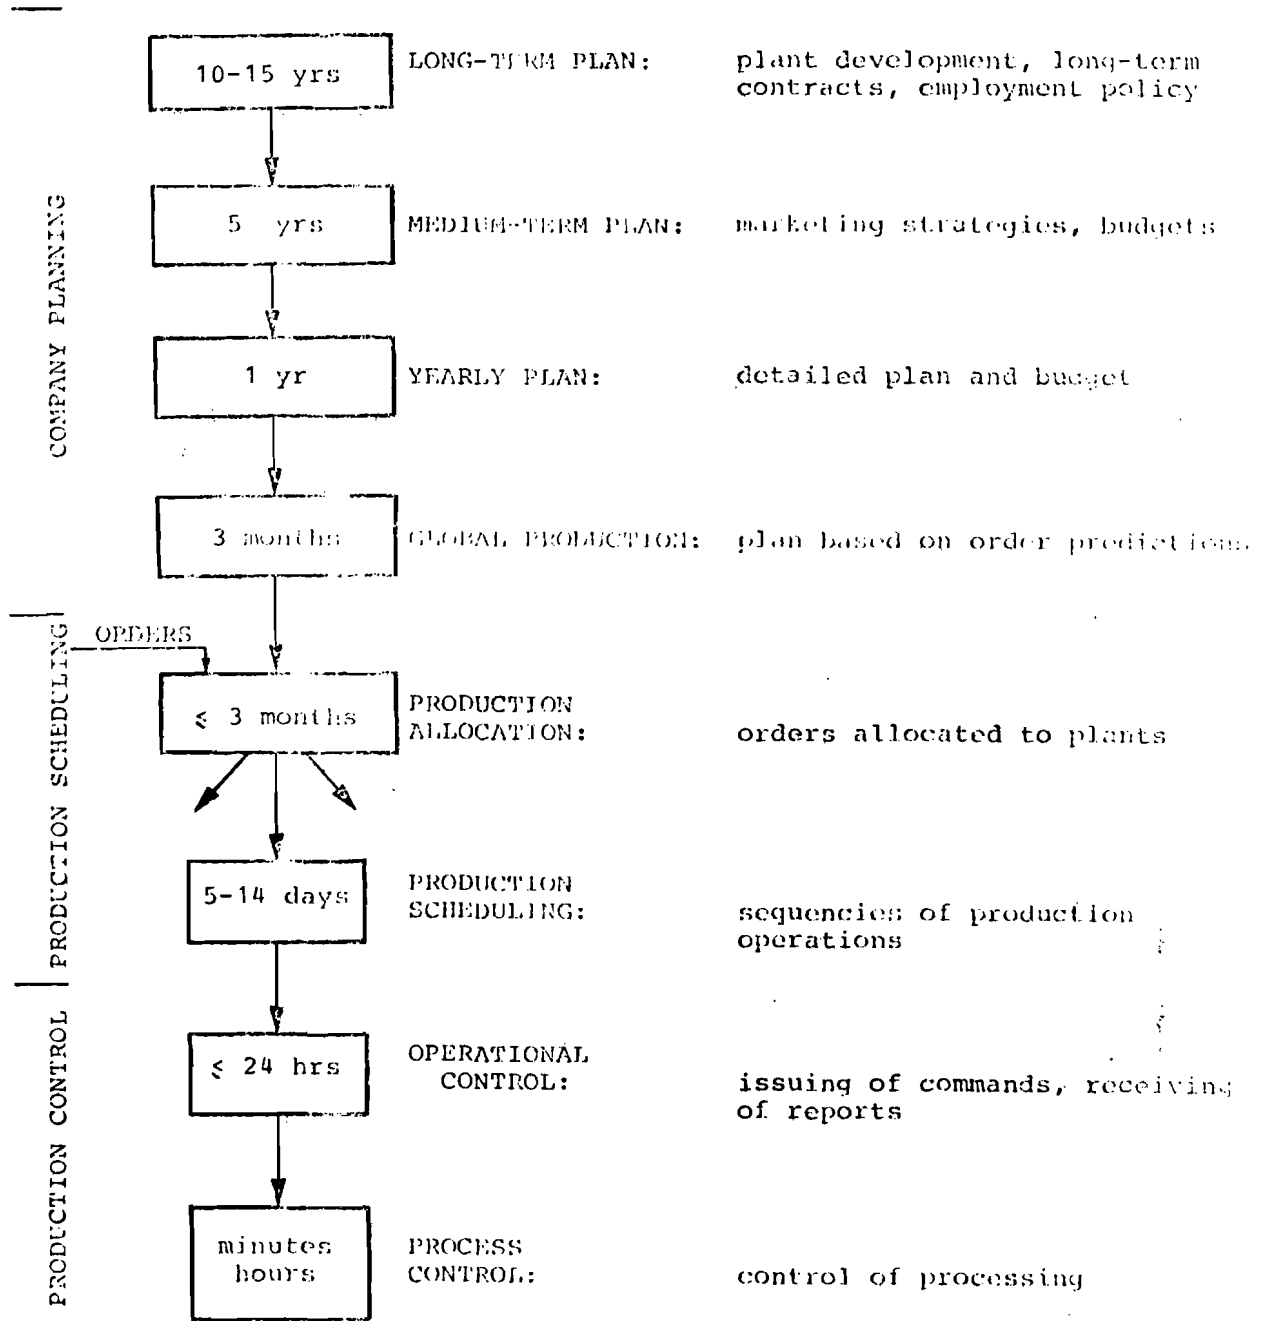 10-15 yrs
LONG-TERM PLAN:
plant development, long-term
contracts, employment policy
5 yrs
MEDIUM-TERM PLAN:
marketing strategies, budgets
1 yr
YEARLY PLAN:
detailed plan and budget
3 months
GLOBAL PRODUCTION:
plan based on order predictions
COMPANY PLANNING
ORDERS
≤ 3 months
PRODUCTION
ALLOCATION:
orders allocated to plants
5-14 days
PRODUCTION
SCHEDULING:
sequencies of production
operations
PRODUCTION SCHEDULING
≤ 24 hrs
OPERATIONAL
CONTROL:
issuing of commands, receiving
of reports
minutes
hours
PROCESS
CONTROL:
control of processing
PRODUCTION CONTROL